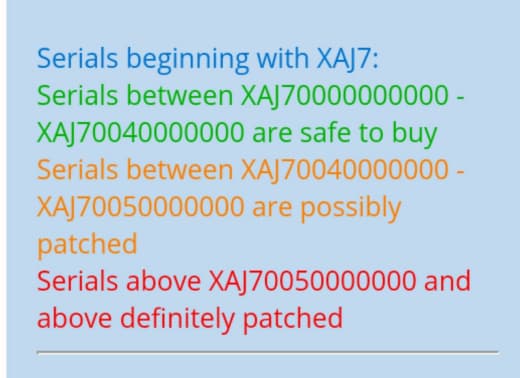 Serials beginning with XAJ7:
Serials between XAJ70000000000 -
XAJ70040000000 are safe to buy
Serials between XAJ70040000000 -
XAJ70050000000 are possibly
patched
Serials above XAJ70050000000 and
above definitely patched